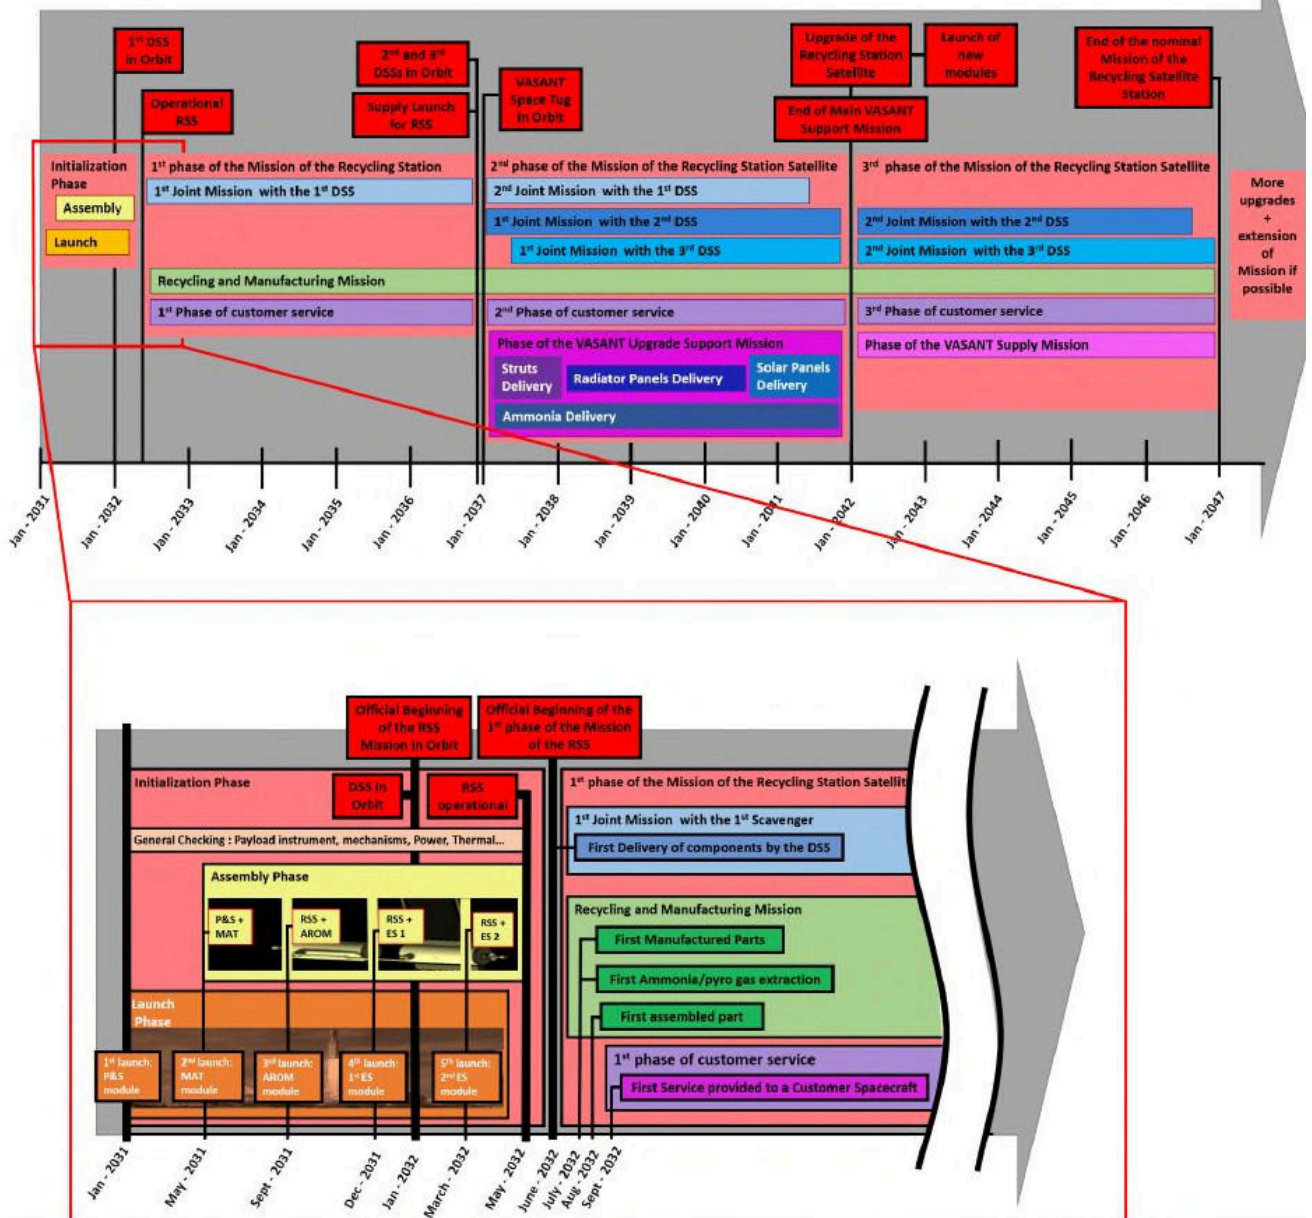 1st DSS
in Orbit
Operational
RSS
2nd and 3rd
DSSs in Orbit
Supply Launch
for RSS
VASANT
Space Tug
in Orbit
Upgrade of the
Recycling Station
Satellite
Launch of
new
modules
End of Main VASANT
Support Mission
End of the nominal
Mission of the
Recycling Satellite
Station
Initialization
Phase
Assembly
Launch
1st phase of the Mission of the Recycling Station
1st Joint Mission with the 1st DSS
2nd phase of the Mission of the Recycling Station Satellite
2nd Joint Mission with the 1st DSS
1st Joint Mission with the 2nd DSS
1st Joint Mission with the 3rd DSS
3rd phase of the Mission of the Recycling Station Satellite
2nd Joint Mission with the 2nd DSS
2nd Joint Mission with the 3rd DSS
Recycling and Manufacturing Mission
1st Phase of customer service
2nd Phase of customer service
3rd Phase of customer service
Phase of the VASANT Upgrade Support Mission
Struts
Delivery
Radiator Panels Delivery
Solar Panels
Delivery
Ammonia Delivery
Phase of the VASANT Supply Mission
More
upgrades
+
extension
of
Mission if
possible
Jan - 2031
Jan - 2032
Jan - 2033
Jan - 2034
Jan - 2035
Jan - 2036
Jan - 2037
Jan - 2038
Jan - 2039
Jan - 2040
Jan - 2041
Jan - 2042
Jan - 2043
Jan - 2044
Jan - 2045
Jan - 2046
Jan - 2047
Official Beginning
of the RSS
Mission in Orbit
Official Beginning of the
1st phase of the Mission
of the RSS
Initialization Phase
DSS in
Orbit
RSS
operational
General Checking : Payload instrument, mechanisms, Power, Thermal...
Assembly Phase
P&S +
MAT
RSS +
AROM
RSS +
ES 1
RSS +
ES 2
Launch
Phase
1st launch:
P&S
module
2nd launch:
MAT
module
3rd launch:
AROM
module
4th launch:
1st ES
module
5th launch:
2nd ES
module
1st phase of the Mission of the Recycling Station Satellit
1st Joint Mission with the 1st Scavenger
First Delivery of components by the DSS
Recycling and Manufacturing Mission
First Manufactured Parts
First Ammonia/pyro gas extraction
First assembled part
1st phase of customer service
First Service provided to a Customer Spacecraft
Jan - 2031
May - 2031
Sept - 2031
Dec - 2031
Jan - 2032
March - 2032
May - 2032
June - 2032
July - 2032
Aug - 2032
Sept - 2032